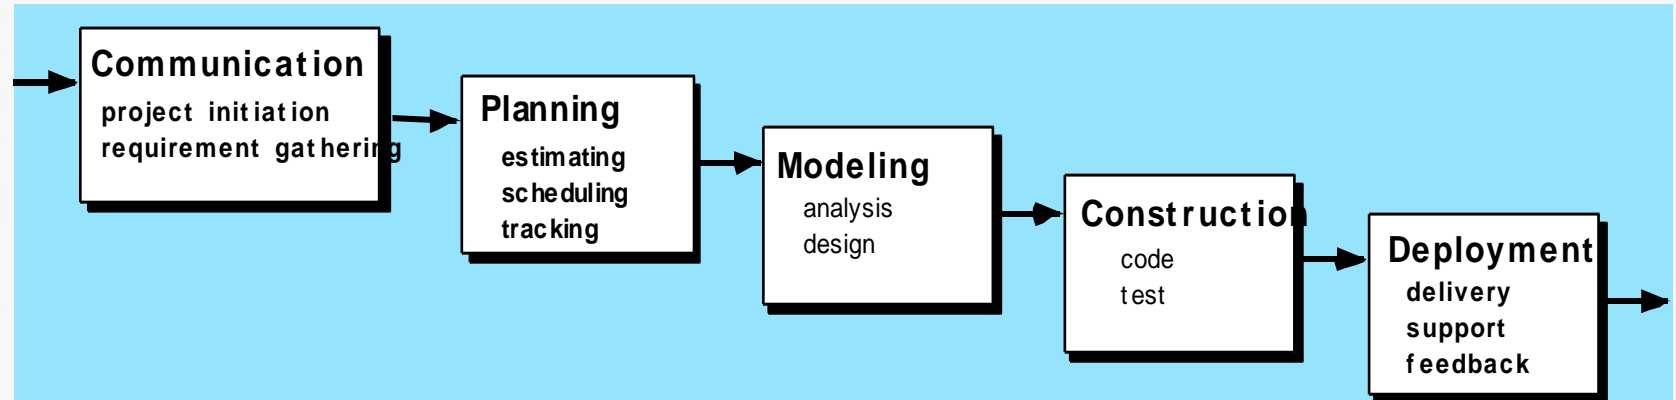 Communication
project initiation
requirement gathering
Planning
estimating
scheduling
tracking
Modeling
analysis
design
Construction
code
test
Deployment
delivery
support
feedback